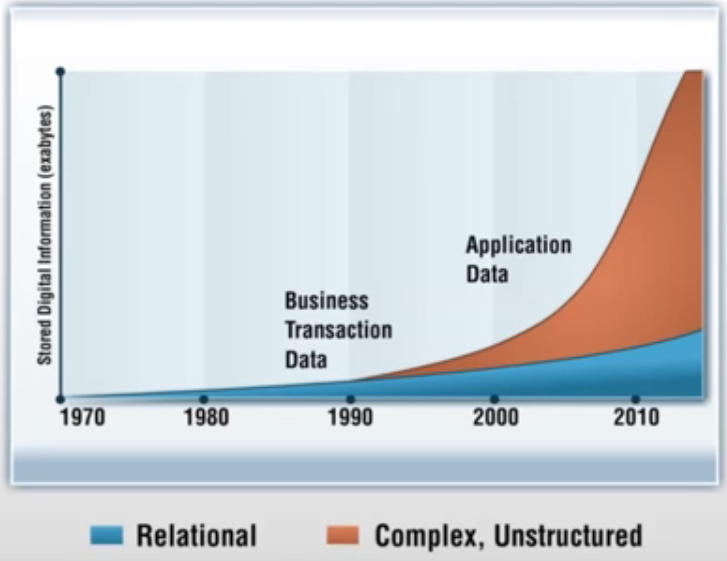 Stored Digital Information (exabytes)
Application
Data
Business
Transaction
Data
1970 1980 1990 2000 2010
Relational Complex, Unstructured